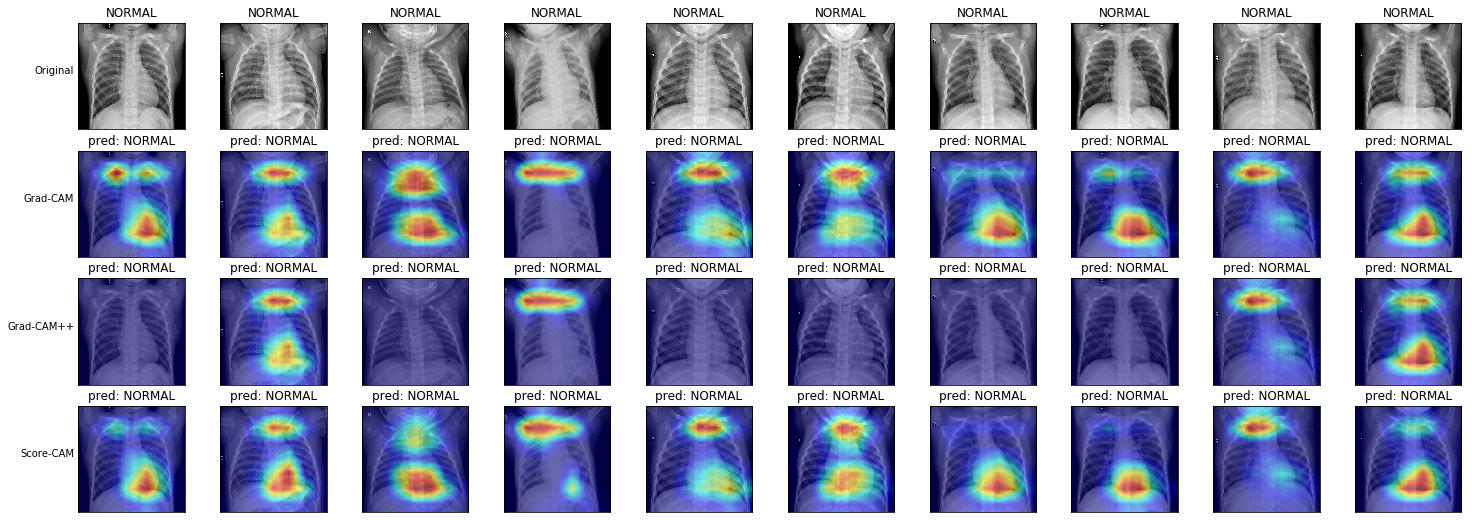 NORMAL NORMAL NORMAL NORMAL NORMAL NORMAL NORMAL NORMAL NORMAL NORMAL
Original
pred: NORMAL pred: NORMAL pred: NORMAL pred: NORMAL pred: NORMAL pred: NORMAL pred: NORMAL pred: NORMAL pred: NORMAL pred: NORMAL
Grad-CAM
pred: NORMAL pred: NORMAL pred: NORMAL pred: NORMAL pred: NORMAL pred: NORMAL pred: NORMAL pred: NORMAL pred: NORMAL pred: NORMAL
Grad-CAM++
pred: NORMAL pred: NORMAL pred: NORMAL pred: NORMAL pred: NORMAL pred: NORMAL pred: NORMAL pred: NORMAL pred: NORMAL pred: NORMAL
Score-CAM